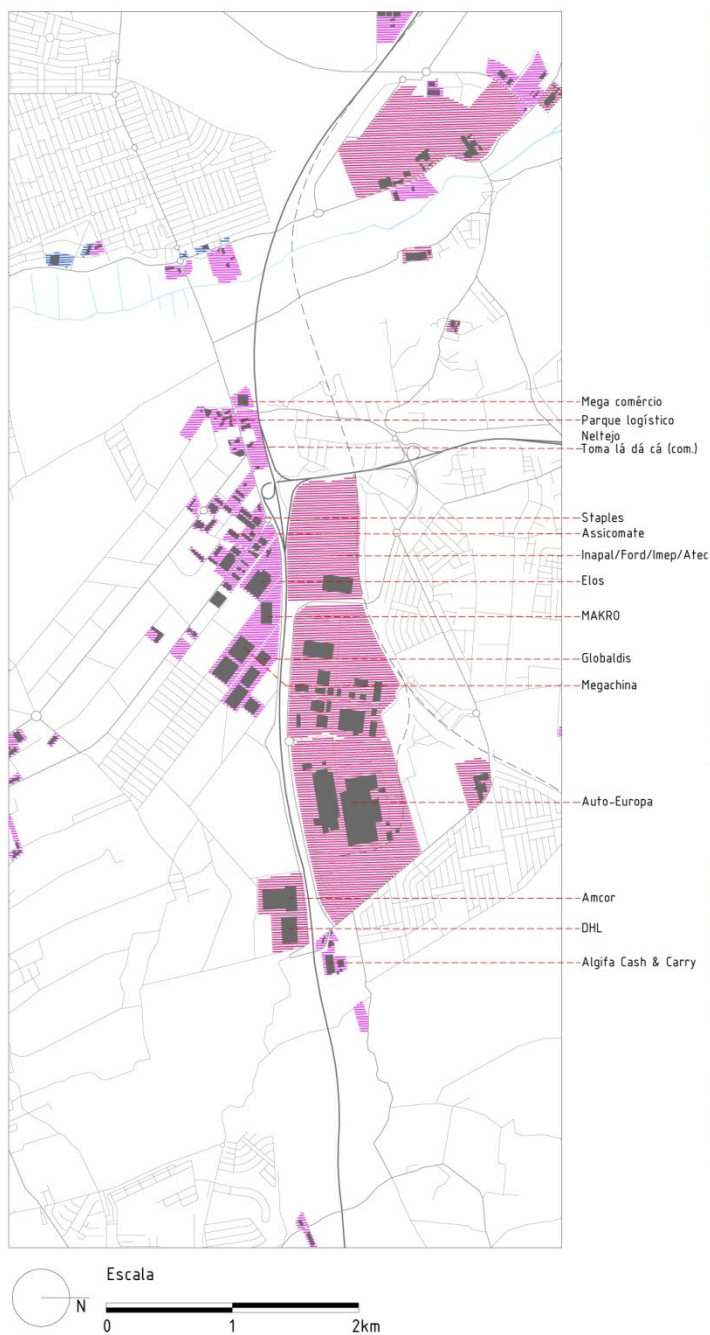 Mega comércio
Parque logístico
Neltejo
Toma lá dá cá (com.)
Staples
Assicomate
Inapal/Ford/Imep/Atec
Elos
MAKRO
Globaldis
Megachina
Auto-Europa
Amcor
DHL
Algifa Cash & Carry
Escala
N
0 1 2km